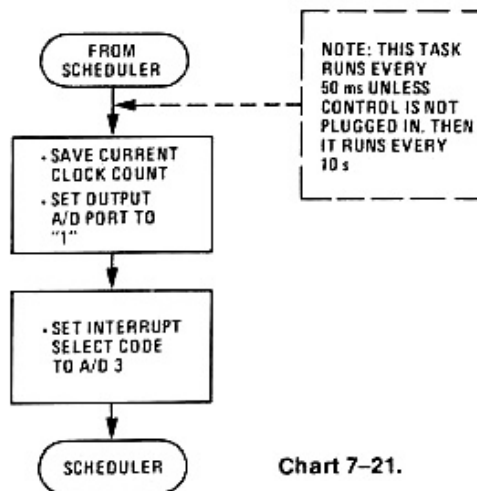 FROM
SCHEDULER
NOTE: THIS TASK
RUNS EVERY
50 ms UNLESS
CONTROL IS NOT
PLUGGED IN. THEN
IT RUNS EVERY
10 s
• SAVE CURRENT
CLOCK COUNT
• SET OUTPUT
A/D PORT TO
"1"
• SET INTERRUPT
SELECT CODE
TO A/D 3
SCHEDULER
Chart 7–21.